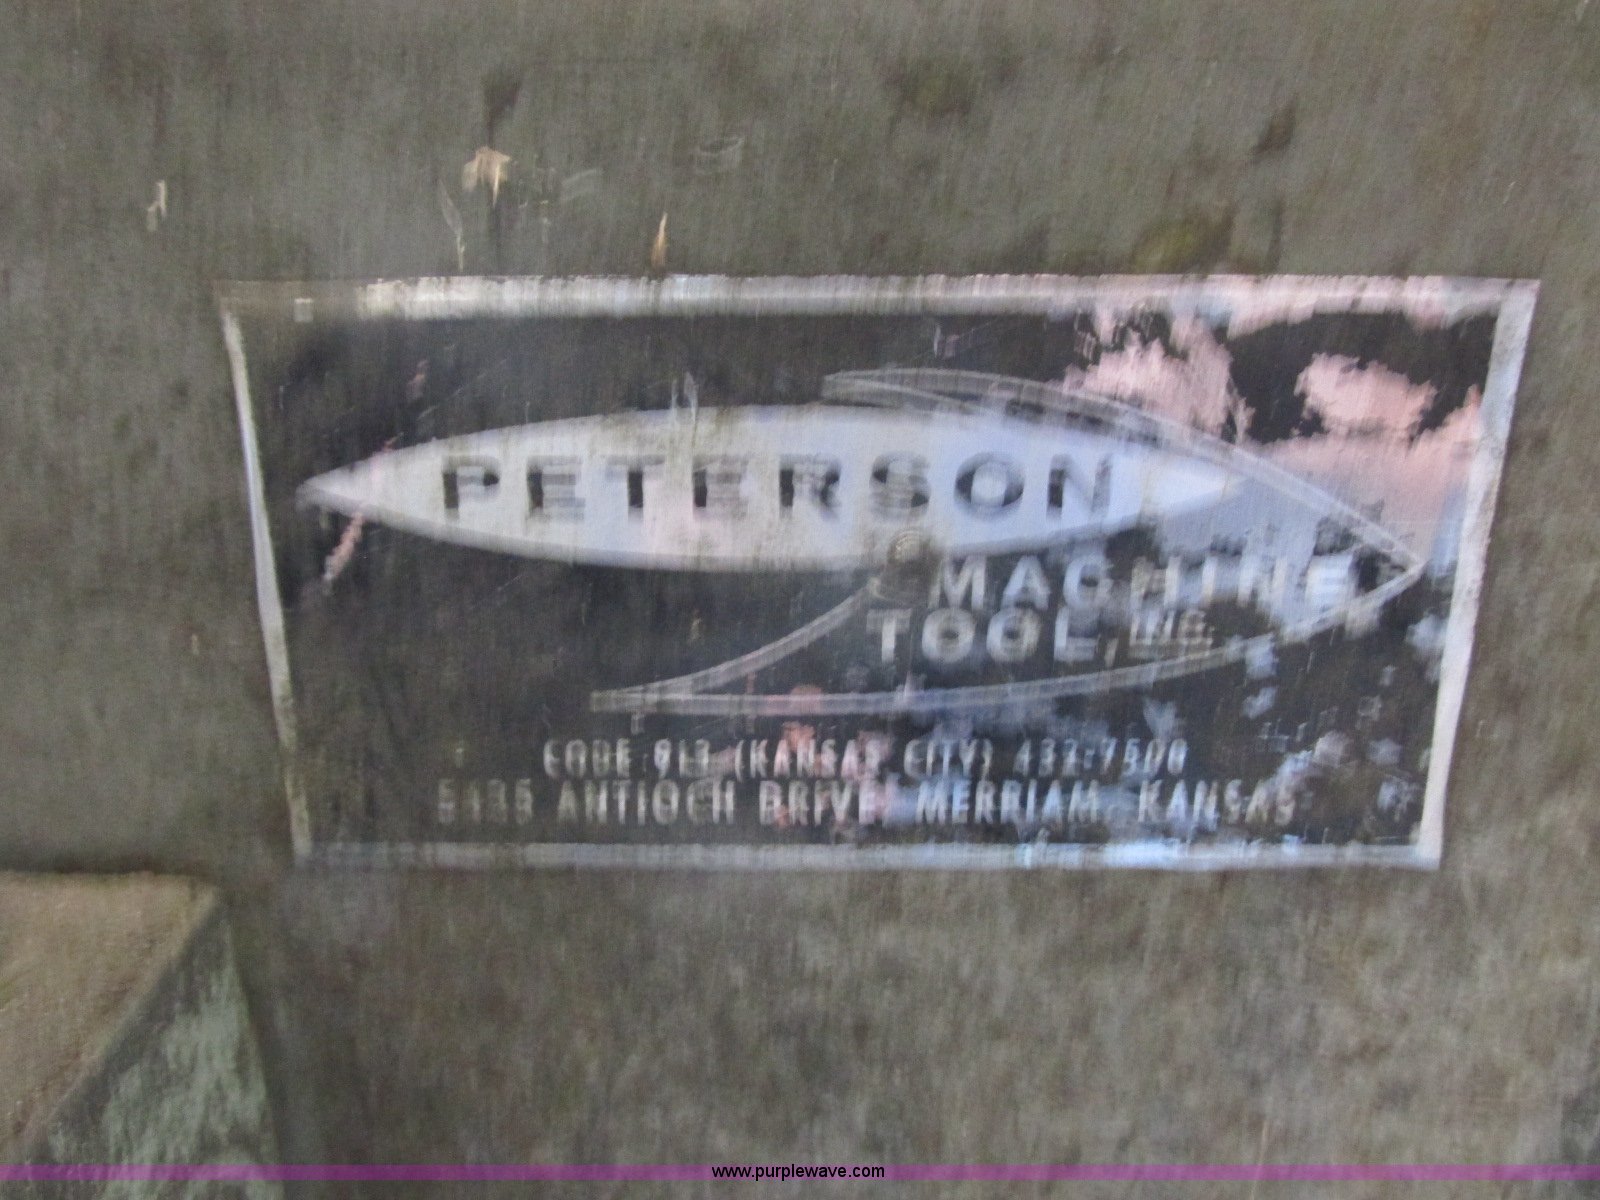 PETERSON
MACHINE
TOOL, INC.
CODE 913 (KANSAS CITY) 432-7500
ANTIOCH DRIVE, MERRIAM, KANSAS
www.purplewave.com